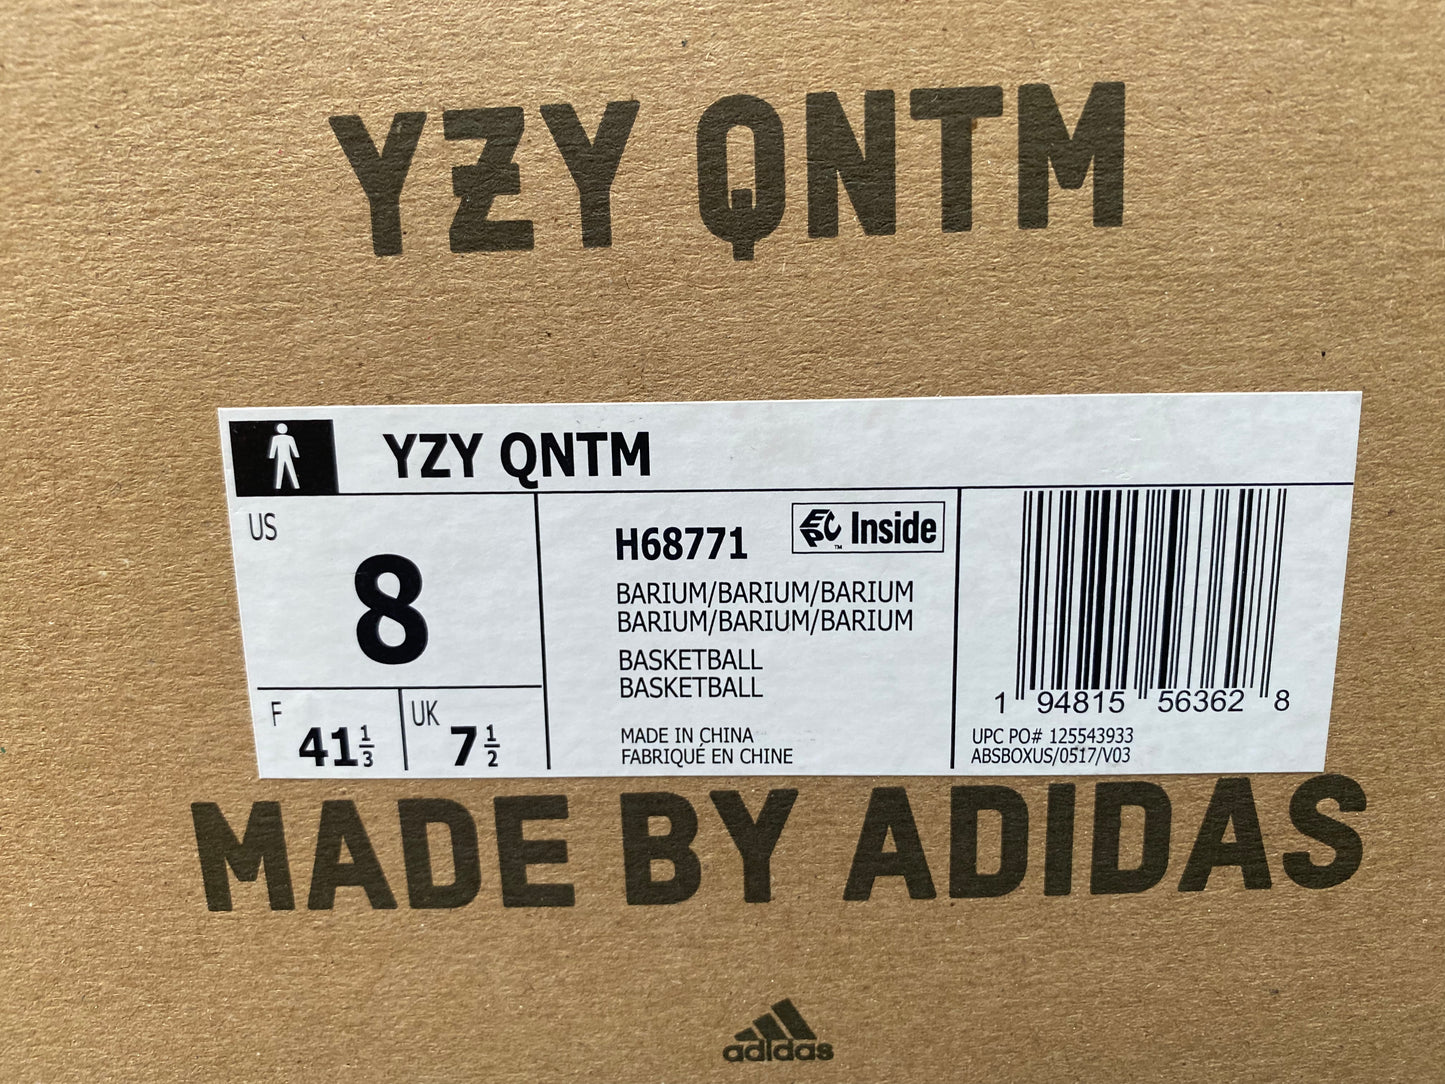 YZY QNTM
YZY QNTM
US
8
F
41 1/3
UK
7 1/2
H68771
EPC™ Inside
BARIUM/BARIUM/BARIUM
BARIUM/BARIUM/BARIUM
BASKETBALL
BASKETBALL
MADE IN CHINA
FABRIQUÉ EN CHINE
1 94815 56362 8
UPC PO# 125543933
ABSBOXUS/0517/V03
MADE BY ADIDAS
adidas